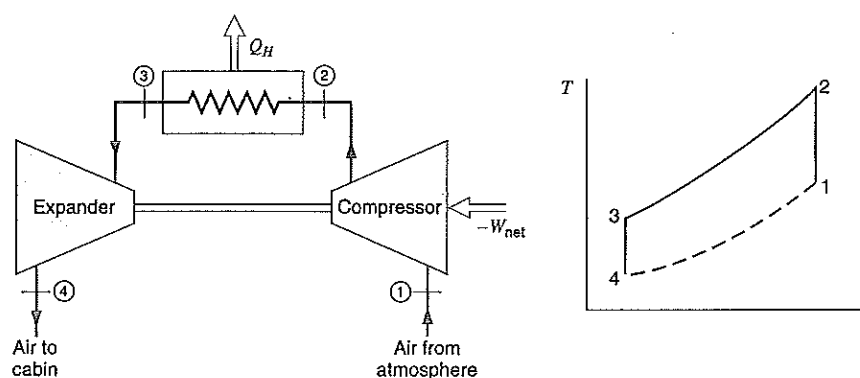 Q_H
③
②
T
2
Expander
Compressor
1
3
−W_net
4
④
①
Air to
cabin
Air from
atmosphere